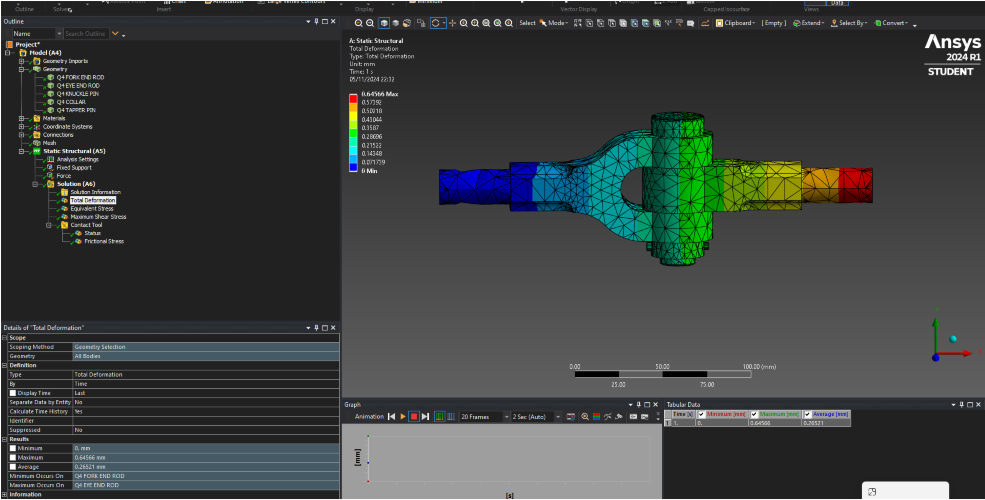 Outline
Solver
Insert
Display
Vector Display
Capped Isosurface
Views
Outline
Name
Search Outline
Project*
Model (A4)
Geometry Imports
Geometry
Q4 FORK END ROD
Q4 EYE END ROD
Q4 KNUCKLE PIN
Q4 COLLAR
Q4 TAPPER PIN
Materials
Coordinate Systems
Connections
Mesh
Static Structural (A5)
Analysis Settings
Fixed Support
Force
Solution (A6)
Solution Information
Total Deformation
Equivalent Stress
Maximum Shear Stress
Contact Tool
Status
Frictional Stress
Details of "Total Deformation"
Scope
Scoping Method Geometry Selection
Geometry All Bodies
Definition
Type Total Deformation
By Time
Display Time Last
Separate Data by Entity No
Calculate Time History Yes
Identifier
Suppressed No
Results
Minimum 0. mm
Maximum 0.64566 mm
Average 0.26521 mm
Minimum Occurs On Q4 FORK END ROD
Maximum Occurs On Q4 EYE END ROD
Information
Select Mode Clipboard [ Empty ] Extend Select By Convert
A: Static Structural
Total Deformation
Type: Total Deformation
Unit: mm
Time: 1 s
05/11/2024 22:32
0.64566 Max
0.57392
0.50218
0.43044
0.3587
0.28696
0.21522
0.14348
0.071739
0 Min
Ansys
2024 R1
STUDENT
0.00 50.00 100.00 (mm)
25.00 75.00
Graph
Animation 20 Frames 2 Sec (Auto)
[mm]
[s]
Tabular Data
Time [s] Minimum [mm] Maximum [mm] Average [mm]
1 1. 0. 0.64566 0.26521